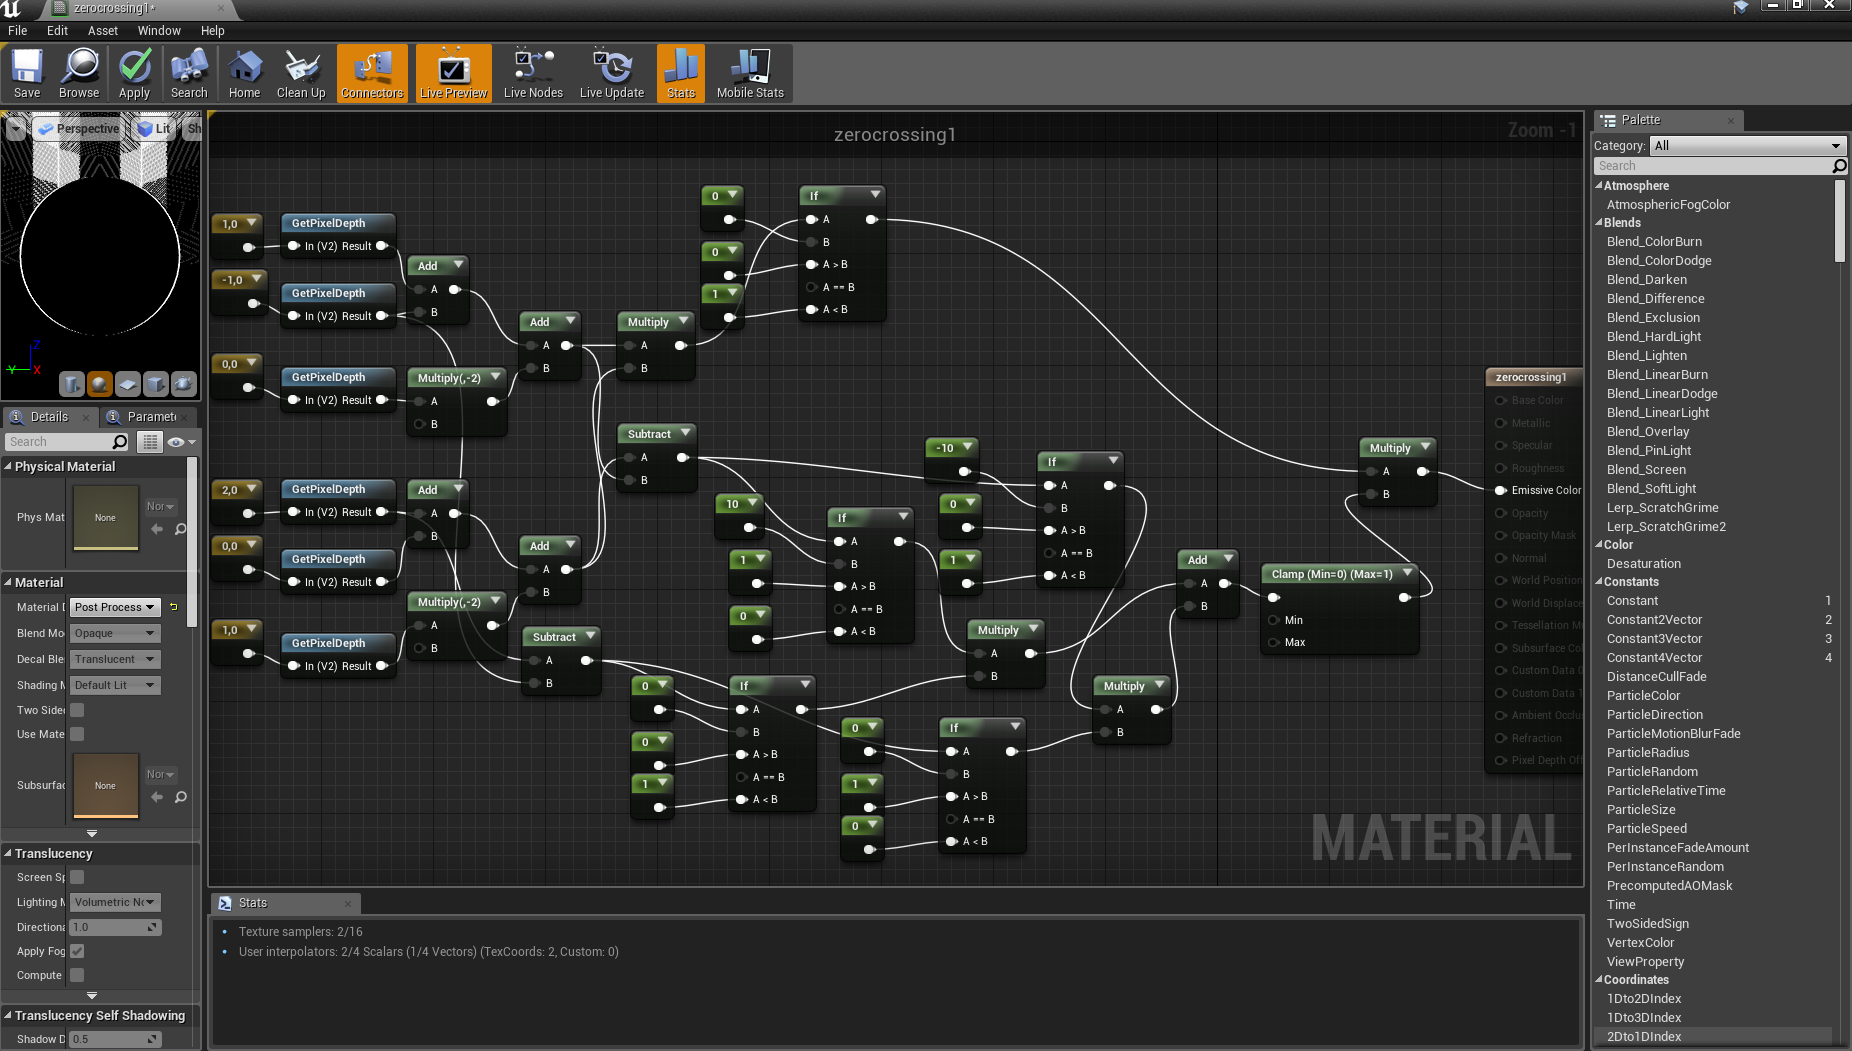 zerocrossing1*
File Edit Asset Window Help
Save Browse Apply Search Home Clean Up Connectors Live Preview Live Nodes Live Update Stats Mobile Stats
Perspective Lit Sh
zerocrossing1
Zoom -1
Z
Y X
Details Paramete
Search
Physical Material
Phys Mat None Nor
Material
Material D Post Process
Blend Mo Opaque
Decal Ble Translucent
Shading M Default Lit
Two Sided
Use Mate
Subsurfac None Nor
Translucency
Screen Sp
Lighting M Volumetric No
Directiona 1.0
Apply Fog
Compute
Translucency Self Shadowing
Shadow D 0.5
1,0
GetPixelDepth
In (V2) Result
-1,0
GetPixelDepth
In (V2) Result
0,0
GetPixelDepth
In (V2) Result
2,0
GetPixelDepth
In (V2) Result
0,0
GetPixelDepth
In (V2) Result
1,0
GetPixelDepth
In (V2) Result
Add
A
B
Multiply(,-2)
A
B
Add
A
B
Multiply(,-2)
A
B
Add
A
B
Add
A
B
Subtract
A
B
Multiply
A
B
Subtract
A
B
0
0
1
If
A
B
A > B
A == B
A < B
10
1
0
If
A
B
A > B
A == B
A < B
-10
0
1
If
A
B
A > B
A == B
A < B
0
0
1
If
A
B
A > B
A == B
A < B
0
1
0
If
A
B
A > B
A == B
A < B
Multiply
A
B
Multiply
A
B
Add
A
B
Clamp (Min=0) (Max=1)
Min
Max
Multiply
A
B
zerocrossing1
Base Color
Metallic
Specular
Roughness
Emissive Color
Opacity
Opacity Mask
Normal
World Position
World Displace
Tessellation Mu
Subsurface Col
Custom Data 0
Custom Data 1
Ambient Occlus
Refraction
Pixel Depth Off
MATERIAL
Stats
Texture samplers: 2/16
User interpolators: 2/4 Scalars (1/4 Vectors) (TexCoords: 2, Custom: 0)
Palette
Category: All
Search
Atmosphere
AtmosphericFogColor
Blends
Blend_ColorBurn
Blend_ColorDodge
Blend_Darken
Blend_Difference
Blend_Exclusion
Blend_HardLight
Blend_Lighten
Blend_LinearBurn
Blend_LinearDodge
Blend_LinearLight
Blend_Overlay
Blend_PinLight
Blend_Screen
Blend_SoftLight
Lerp_ScratchGrime
Lerp_ScratchGrime2
Color
Desaturation
Constants
Constant 1
Constant2Vector 2
Constant3Vector 3
Constant4Vector 4
DistanceCullFade
ParticleColor
ParticleDirection
ParticleMotionBlurFade
ParticleRadius
ParticleRandom
ParticleRelativeTime
ParticleSize
ParticleSpeed
PerInstanceFadeAmount
PerInstanceRandom
PrecomputedAOMask
Time
TwoSidedSign
VertexColor
ViewProperty
Coordinates
1Dto2DIndex
1Dto3DIndex
2Dto1DIndex